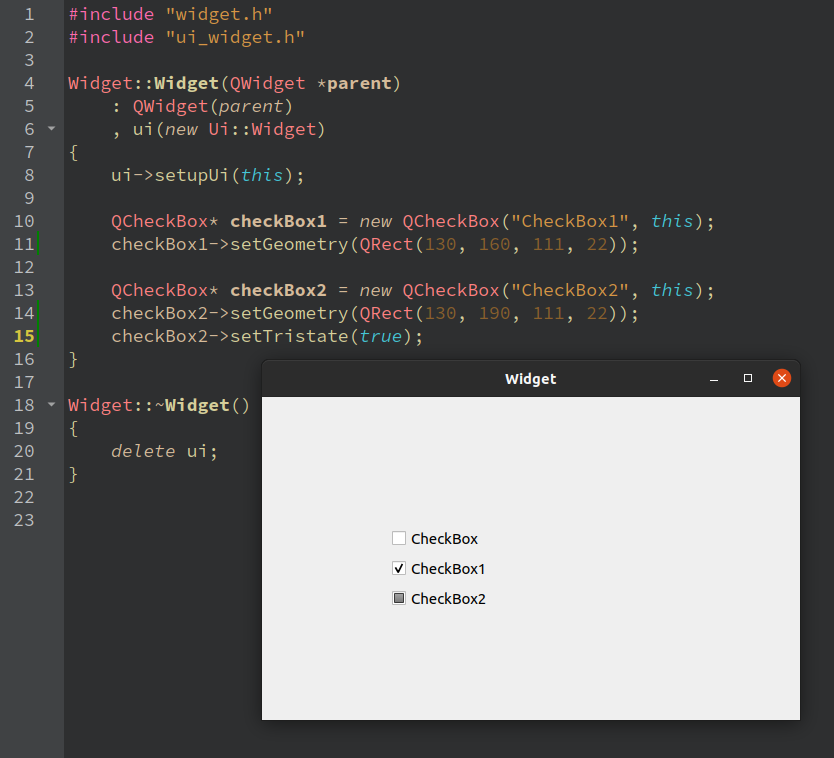 1 #include "widget.h"
2 #include "ui_widget.h"
3
4 Widget::Widget(QWidget *parent)
5     : QWidget(parent)
6     , ui(new Ui::Widget)
7 {
8     ui->setupUi(this);
9
10     QCheckBox* checkBox1 = new QCheckBox("CheckBox1", this);
11     checkBox1->setGeometry(QRect(130, 160, 111, 22));
12
13     QCheckBox* checkBox2 = new QCheckBox("CheckBox2", this);
14     checkBox2->setGeometry(QRect(130, 190, 111, 22));
15     checkBox2->setTristate(true);
16 }
17
18 Widget::~Widget()
19 {
20     delete ui;
21 }
22
23
Widget
CheckBox
CheckBox1
CheckBox2